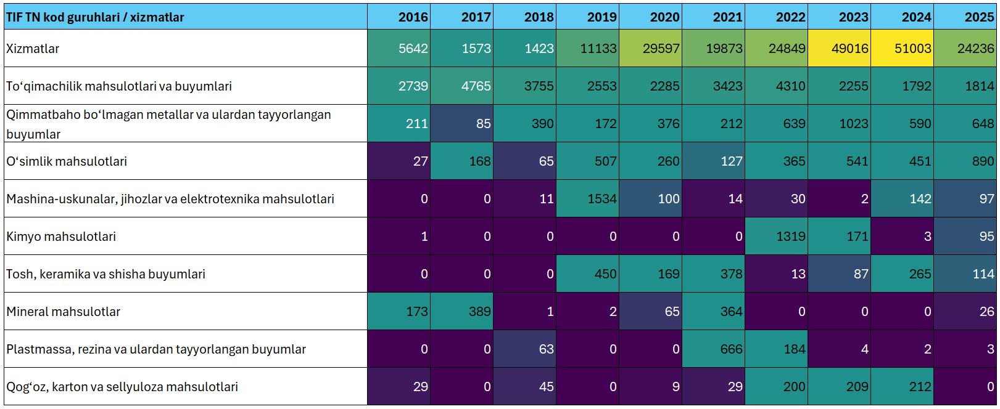 TIF TN kod guruhlari / xizmatlar 2016 2017 2018 2019 2020 2021 2022 2023 2024 2025
Xizmatlar 5642 1573 1423 11133 29597 19873 24849 49016 51003 24236
To‘qimachilik mahsulotlari va buyumlari 2739 4765 3755 2553 2285 3423 4310 2255 1792 1814
Qimmatbaho bo‘lmagan metallar va ulardan tayyorlangan
buyumlar 211 85 390 172 376 212 639 1023 590 648
O‘simlik mahsulotlari 27 168 65 507 260 127 365 541 451 890
Mashina-uskunalar, jihozlar va elektrotexnika mahsulotlari 0 0 11 1534 100 14 30 2 142 97
Kimyo mahsulotlari 1 0 0 0 0 0 1319 171 3 95
Tosh, keramika va shisha buyumlari 0 0 0 450 169 378 13 87 265 114
Mineral mahsulotlar 173 389 1 2 65 364 0 0 0 26
Plastmassa, rezina va ulardan tayyorlangan buyumlar 0 0 63 0 0 666 184 4 2 3
Qog‘oz, karton va sellyuloza mahsulotlari 29 0 45 0 9 29 200 209 212 0